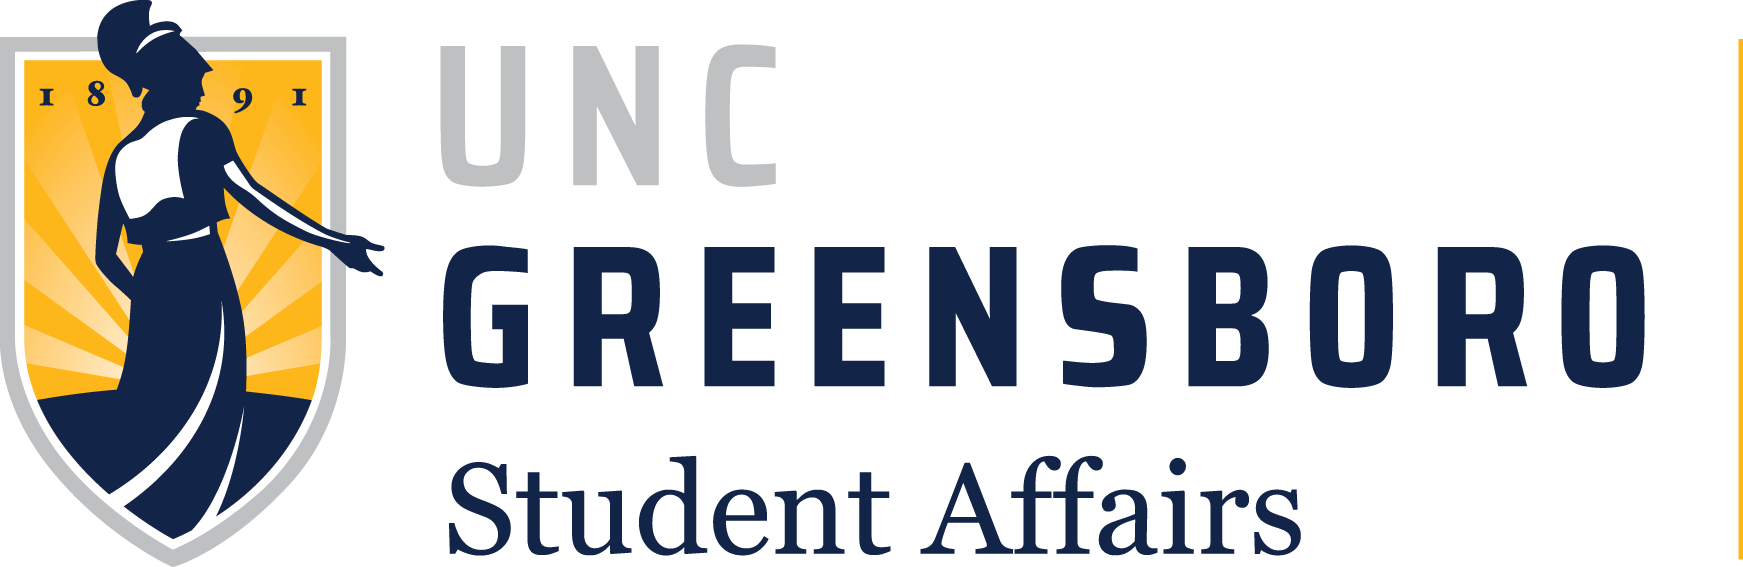 1891
UNC
GREENSBORO
Student Affairs